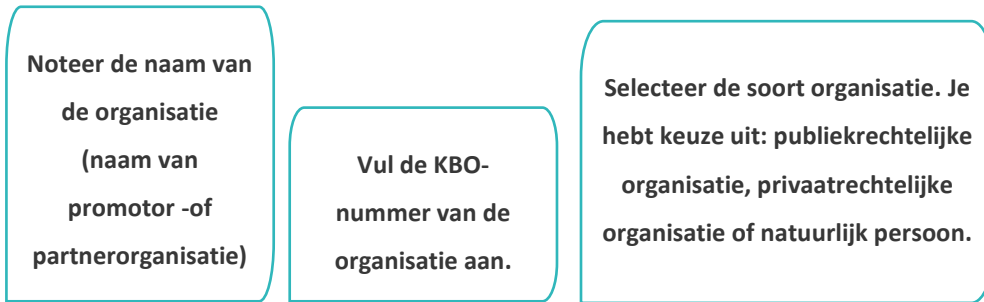 Noteer de naam van
de organisatie
(naam van
promotor -of
partnerorganisatie)
Vul de KBO-
nummer van de
organisatie aan.
Selecteer de soort organisatie. Je
hebt keuze uit: publiekrechtelijke
organisatie, privaatrechtelijke
organisatie of natuurlijk persoon.